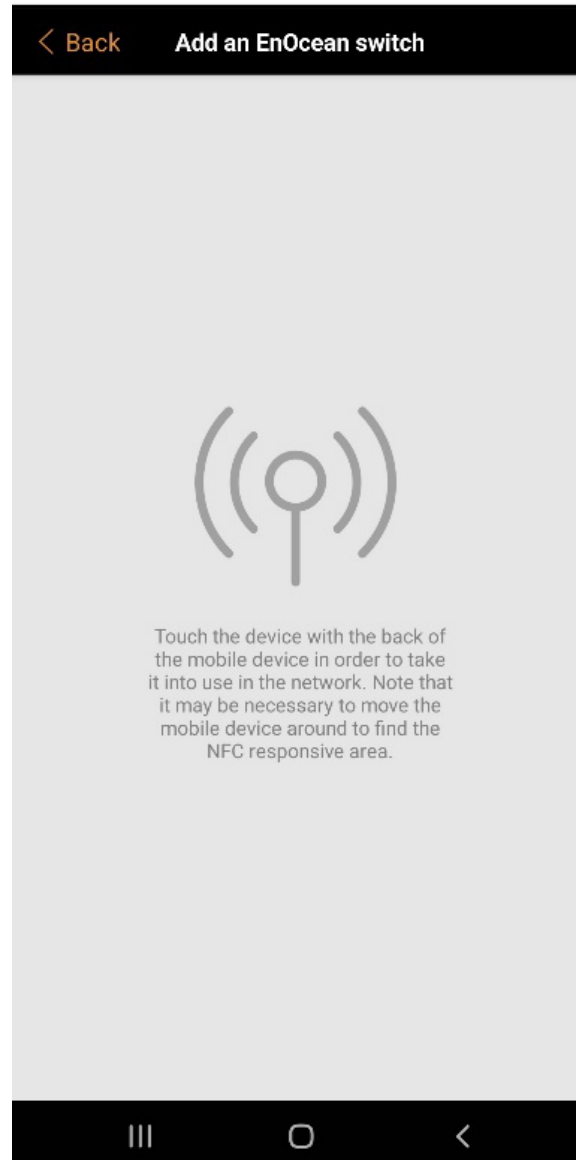 Back
Add an EnOcean switch
Touch the device with the back of
the mobile device in order to take
it into use in the network. Note that
it may be necessary to move the
mobile device around to find the
NFC responsive area.